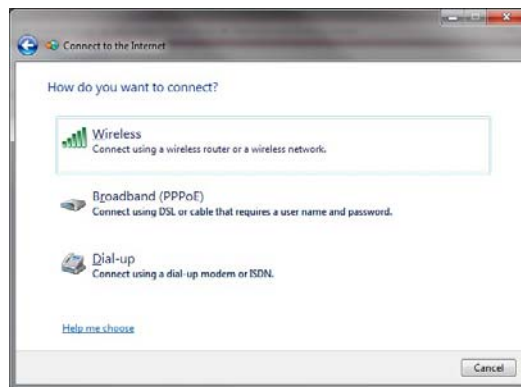 Connect to the Internet
How do you want to connect?
Wireless
Connect using a wireless router or a wireless network.
Broadband (PPPoE)
Connect using DSL or cable that requires a user name and password.
Dial-up
Connect using a dial-up modem or ISDN.
Help me choose
Cancel